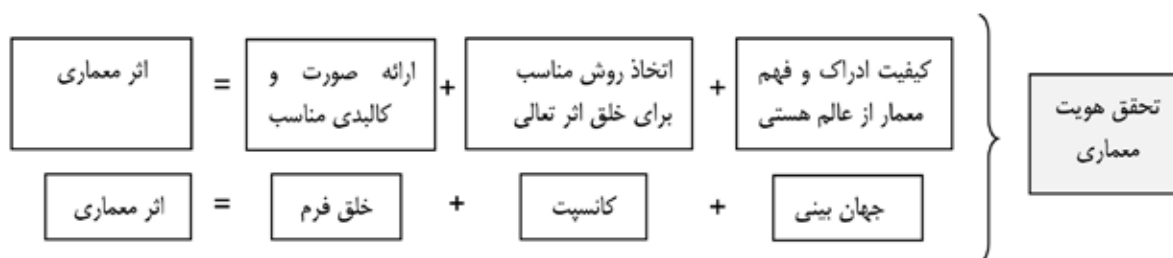 کیفیت ادراک و فهم
معمار از عالم هستی
+
اتخاذ روش مناسب
برای خلق اثر تعالی
+
ارائه صورت و
کالبدی مناسب
=
اثر معماری
جهان بینی
+
کانسپت
+
خلق فرم
=
اثر معماری
تحقق هویت
معماری